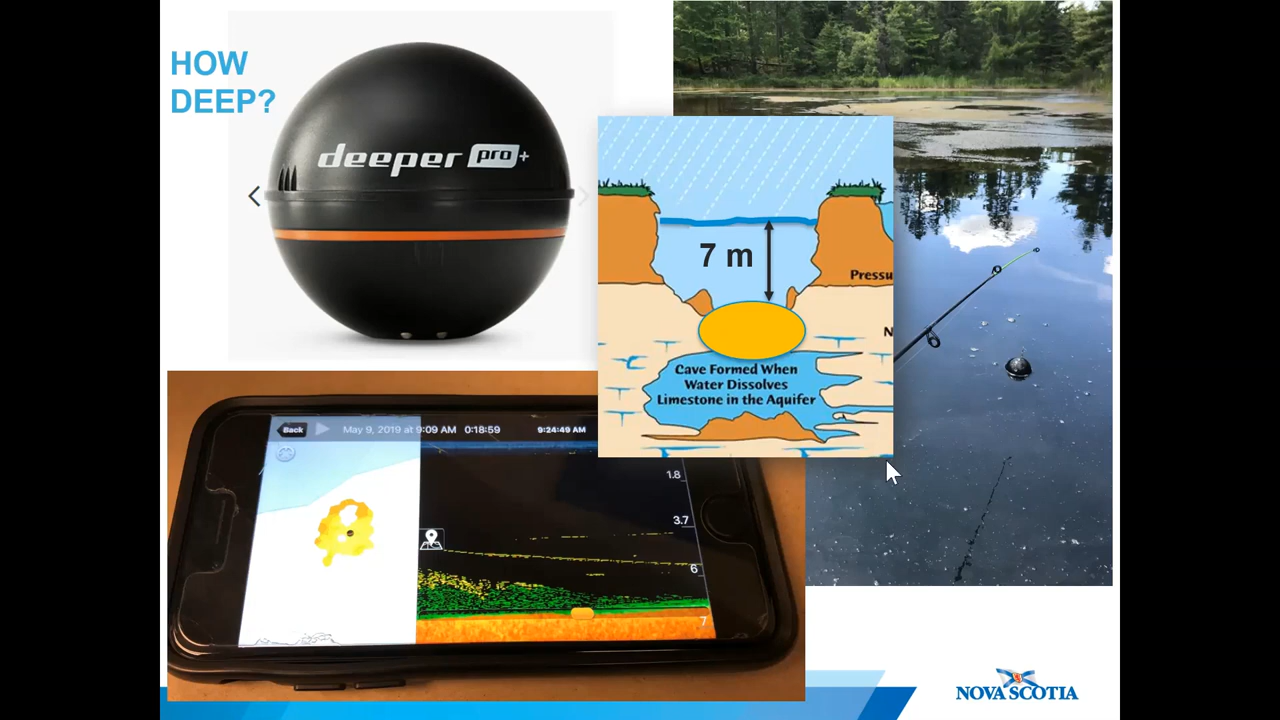 HOW
DEEP?
deeper pro+
7 m
Pressu
N
Cave Formed When
Water Dissolves
Limestone in the Aquifer
Back
May 9, 2019 at 9:09 AM 0:18:59
9:24:49 AM
1.8
3.7
6
7
NOVA SCOTIA